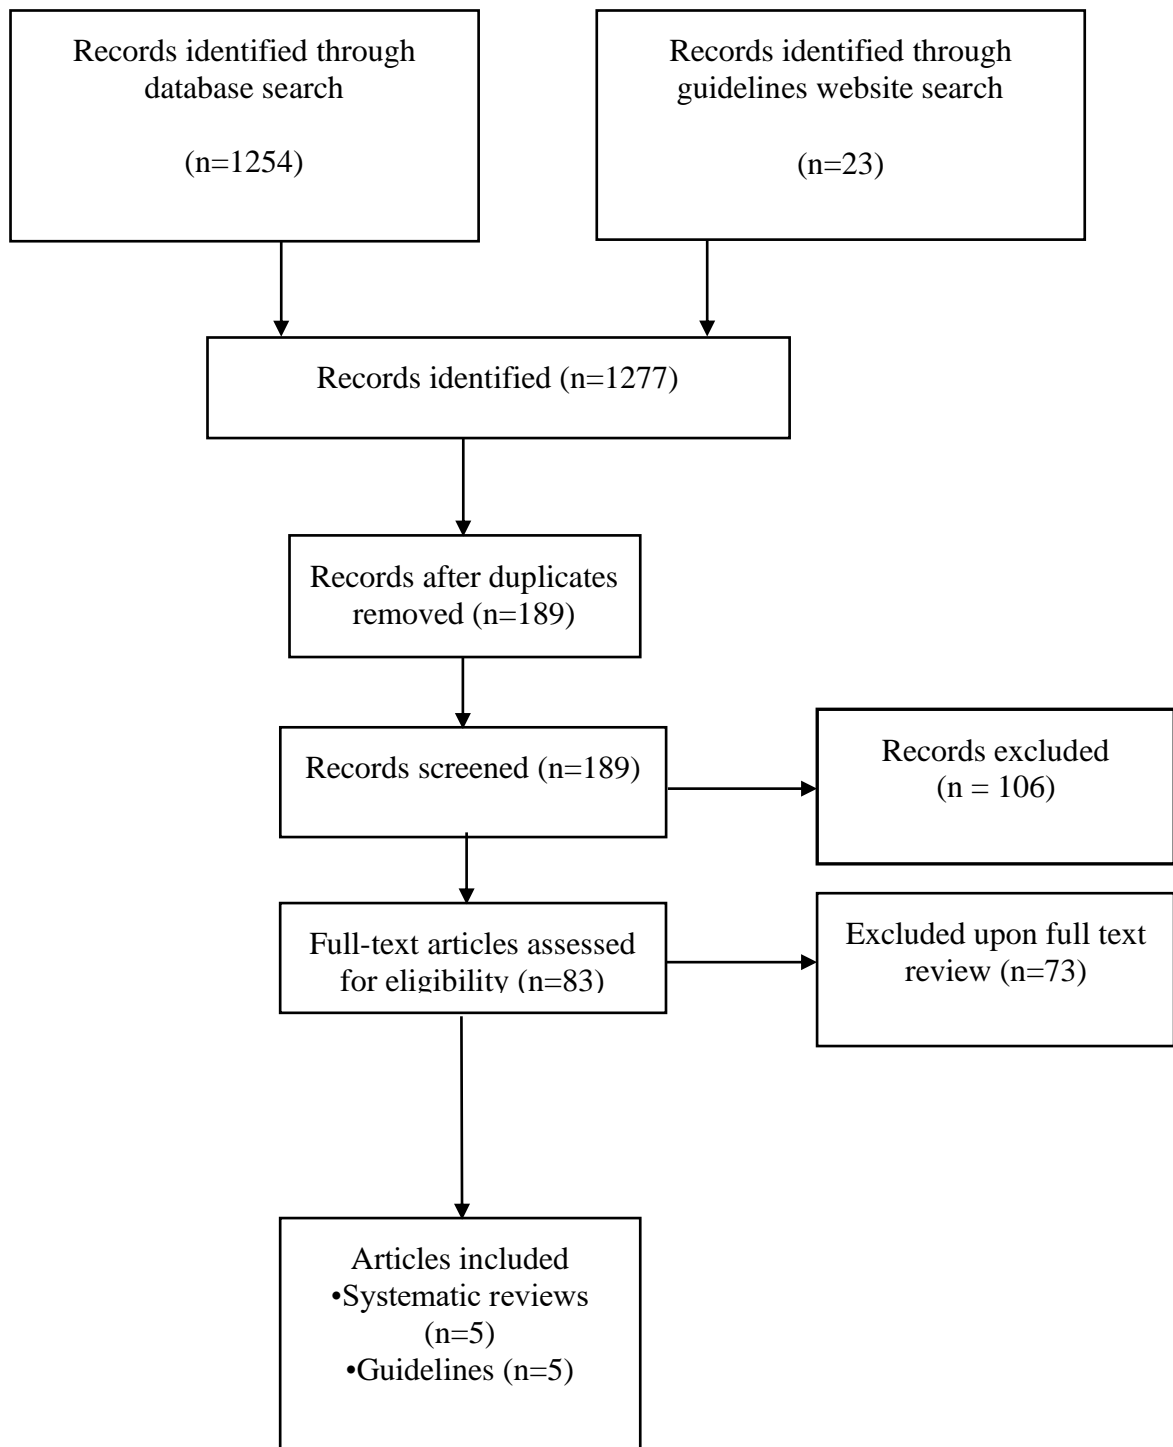 Records identified through
database search
(n=1254)
Records identified through
guidelines website search
(n=23)
Records identified (n=1277)
Records after duplicates
removed (n=189)
Records screened (n=189)
Records excluded
(n = 106)
Full-text articles assessed
for eligibility (n=83)
Excluded upon full text
review (n=73)
Articles included
•Systematic reviews
(n=5)
•Guidelines (n=5)